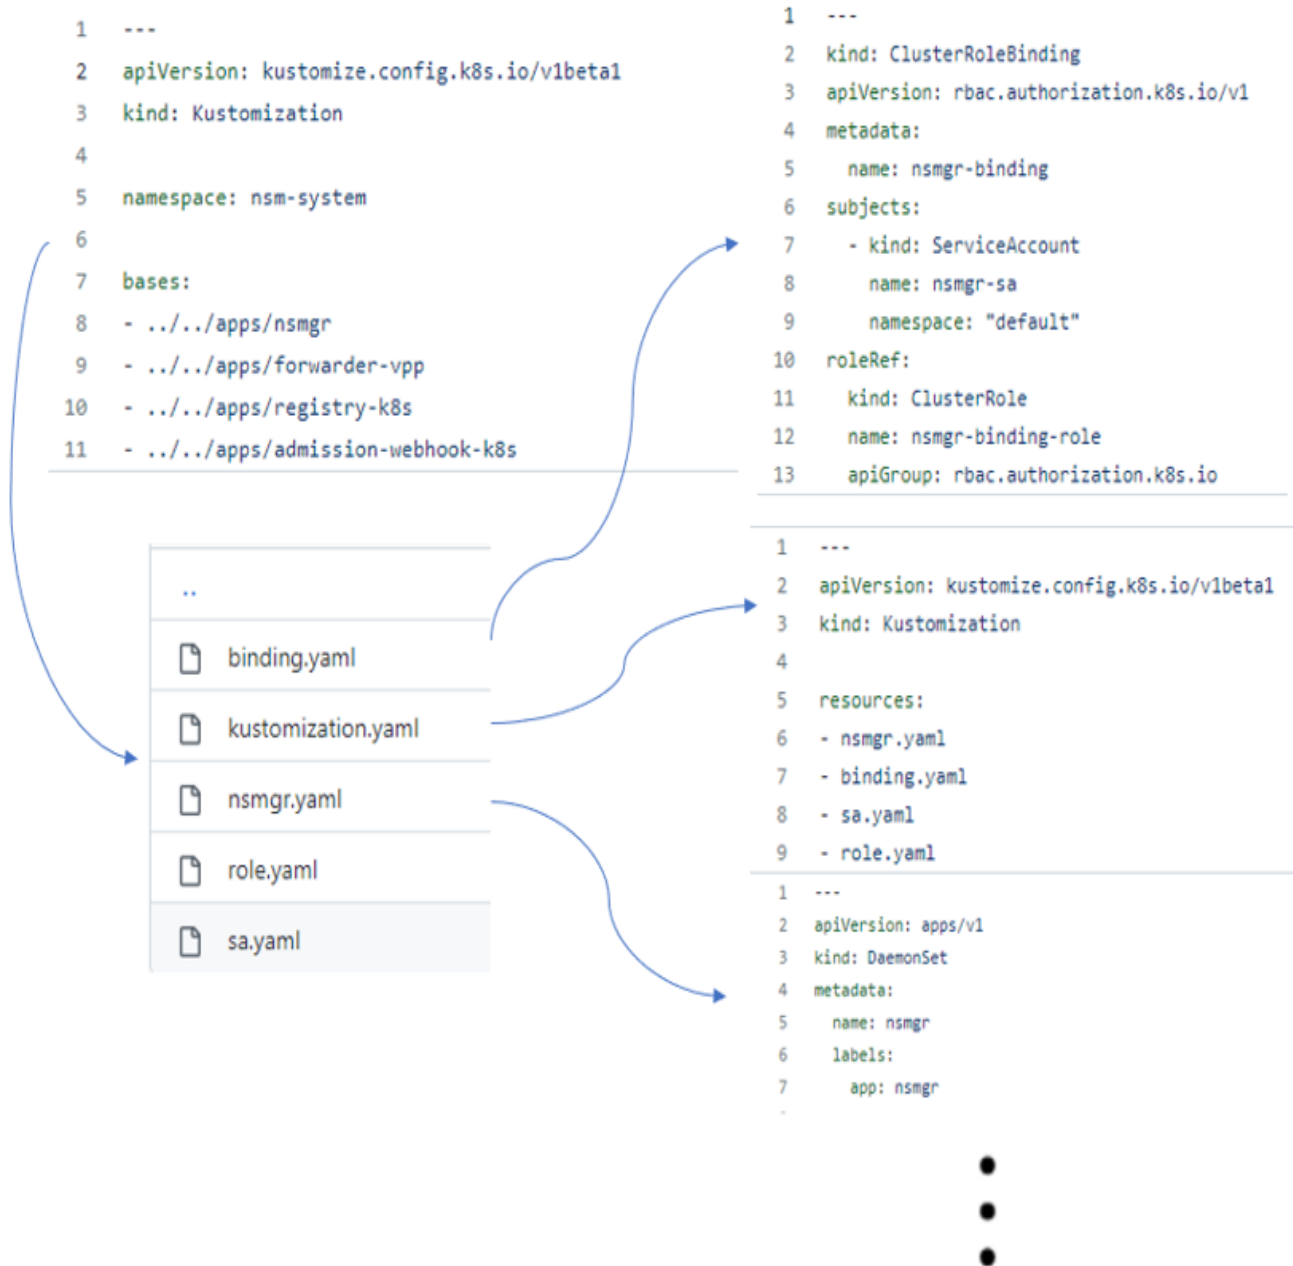 1 ---
2 apiVersion: kustomize.config.k8s.io/v1beta1
3 kind: Kustomization
4
5 namespace: nsm-system
6
7 bases:
8 - ../../apps/nsmgr
9 - ../../apps/forwarder-vpp
10 - ../../apps/registry-k8s
11 - ../../apps/admission-webhook-k8s
..
binding.yaml
kustomization.yaml
nsmgr.yaml
role.yaml
sa.yaml
1 ---
2 kind: ClusterRoleBinding
3 apiVersion: rbac.authorization.k8s.io/v1
4 metadata:
5 name: nsmgr-binding
6 subjects:
7 - kind: ServiceAccount
8 name: nsmgr-sa
9 namespace: "default"
10 roleRef:
11 kind: ClusterRole
12 name: nsmgr-binding-role
13 apiGroup: rbac.authorization.k8s.io
1 ---
2 apiVersion: kustomize.config.k8s.io/v1beta1
3 kind: Kustomization
4
5 resources:
6 - nsmgr.yaml
7 - binding.yaml
8 - sa.yaml
9 - role.yaml
1 ---
2 apiVersion: apps/v1
3 kind: DaemonSet
4 metadata:
5 name: nsmgr
6 labels:
7 app: nsmgr